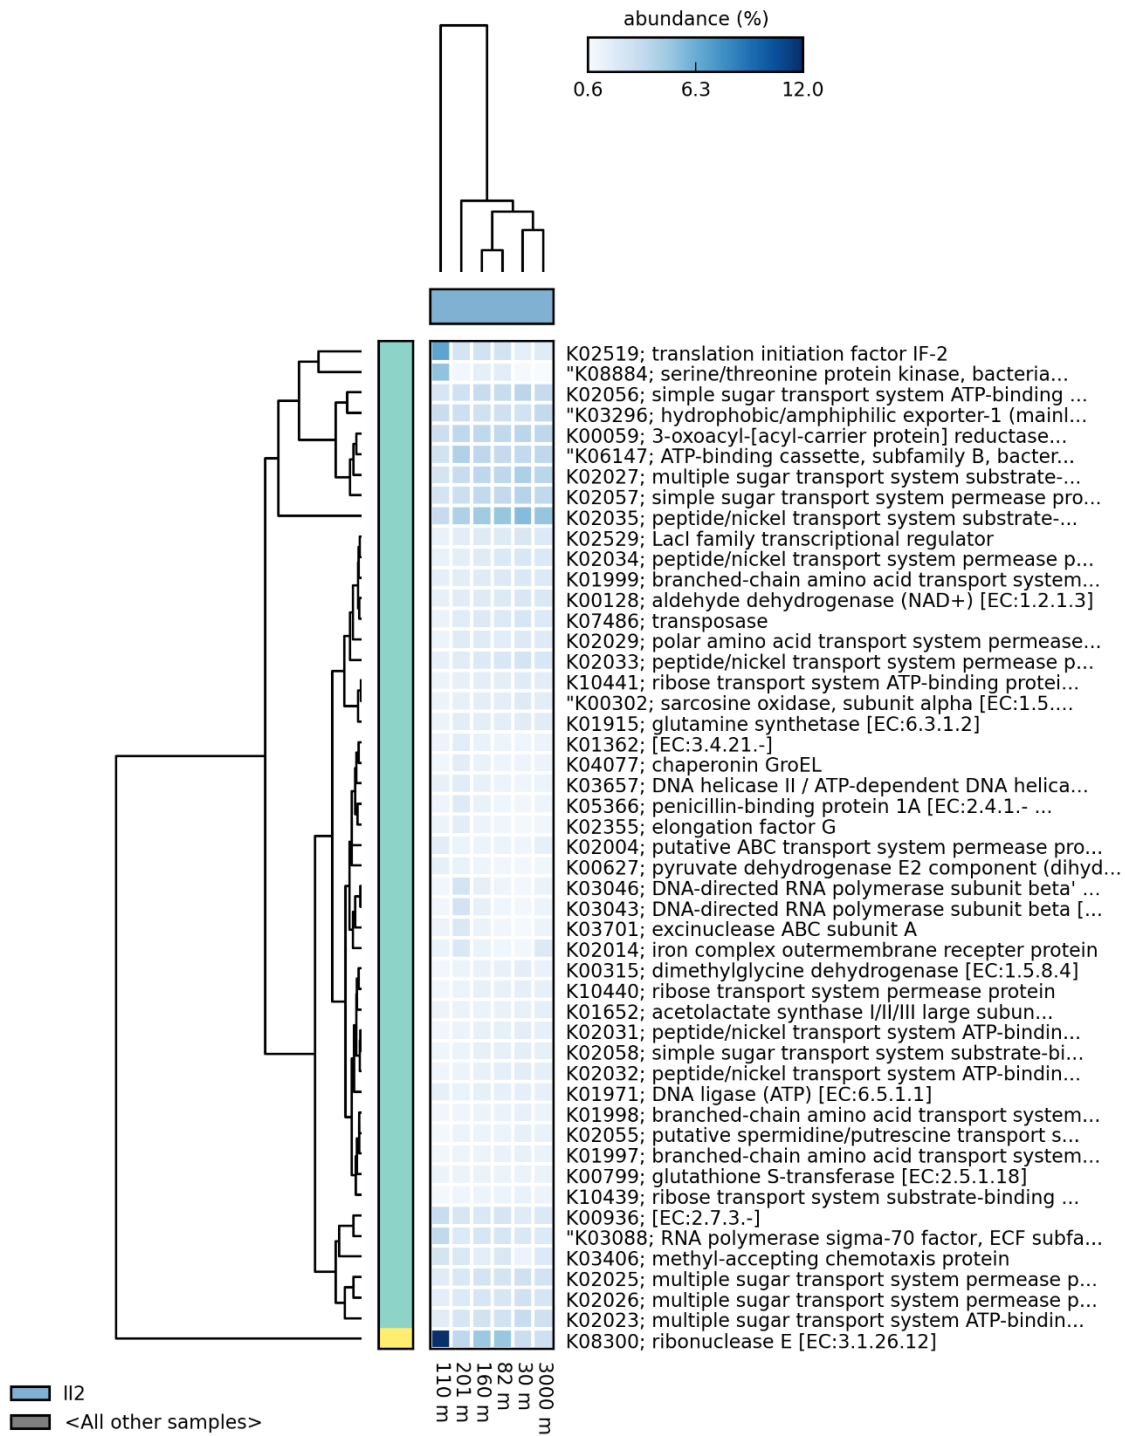 abundance (%)
0.6 6.3 12.0
K02519; translation initiation factor IF-2
"K08884; serine/threonine protein kinase, bacteria...
K02056; simple sugar transport system ATP-binding ...
"K03296; hydrophobic/amphiphilic exporter-1 (mainl...
K00059; 3-oxoacyl-[acyl-carrier protein] reductase...
"K06147; ATP-binding cassette, subfamily B, bacter...
K02027; multiple sugar transport system substrate-...
K02057; simple sugar transport system permease pro...
K02035; peptide/nickel transport system substrate-...
K02529; LacI family transcriptional regulator
K02034; peptide/nickel transport system permease p...
K01999; branched-chain amino acid transport system...
K00128; aldehyde dehydrogenase (NAD+) [EC:1.2.1.3]
K07486; transposase
K02029; polar amino acid transport system permease...
K02033; peptide/nickel transport system permease p...
K10441; ribose transport system ATP-binding protei...
"K00302; sarcosine oxidase, subunit alpha [EC:1.5....
K01915; glutamine synthetase [EC:6.3.1.2]
K01362; [EC:3.4.21.-]
K04077; chaperonin GroEL
K03657; DNA helicase II / ATP-dependent DNA helica...
K05366; penicillin-binding protein 1A [EC:2.4.1.- ...
K02355; elongation factor G
K02004; putative ABC transport system permease pro...
K00627; pyruvate dehydrogenase E2 component (dihyd...
K03046; DNA-directed RNA polymerase subunit beta' ...
K03043; DNA-directed RNA polymerase subunit beta [...
K03701; excinuclease ABC subunit A
K02014; iron complex outermembrane recepter protein
K00315; dimethylglycine dehydrogenase [EC:1.5.8.4]
K10440; ribose transport system permease protein
K01652; acetolactate synthase I/II/III large subun...
K02031; peptide/nickel transport system ATP-bindin...
K02058; simple sugar transport system substrate-bi...
K02032; peptide/nickel transport system ATP-bindin...
K01971; DNA ligase (ATP) [EC:6.5.1.1]
K01998; branched-chain amino acid transport system...
K02055; putative spermidine/putrescine transport s...
K01997; branched-chain amino acid transport system...
K00799; glutathione S-transferase [EC:2.5.1.18]
K10439; ribose transport system substrate-binding ...
K00936; [EC:2.7.3.-]
"K03088; RNA polymerase sigma-70 factor, ECF subfa...
K03406; methyl-accepting chemotaxis protein
K02025; multiple sugar transport system permease p...
K02026; multiple sugar transport system permease p...
K02023; multiple sugar transport system ATP-bindin...
K08300; ribonuclease E [EC:3.1.26.12]
110 m
201 m
160 m
82 m
30 m
3000 m
II2
<All other samples>